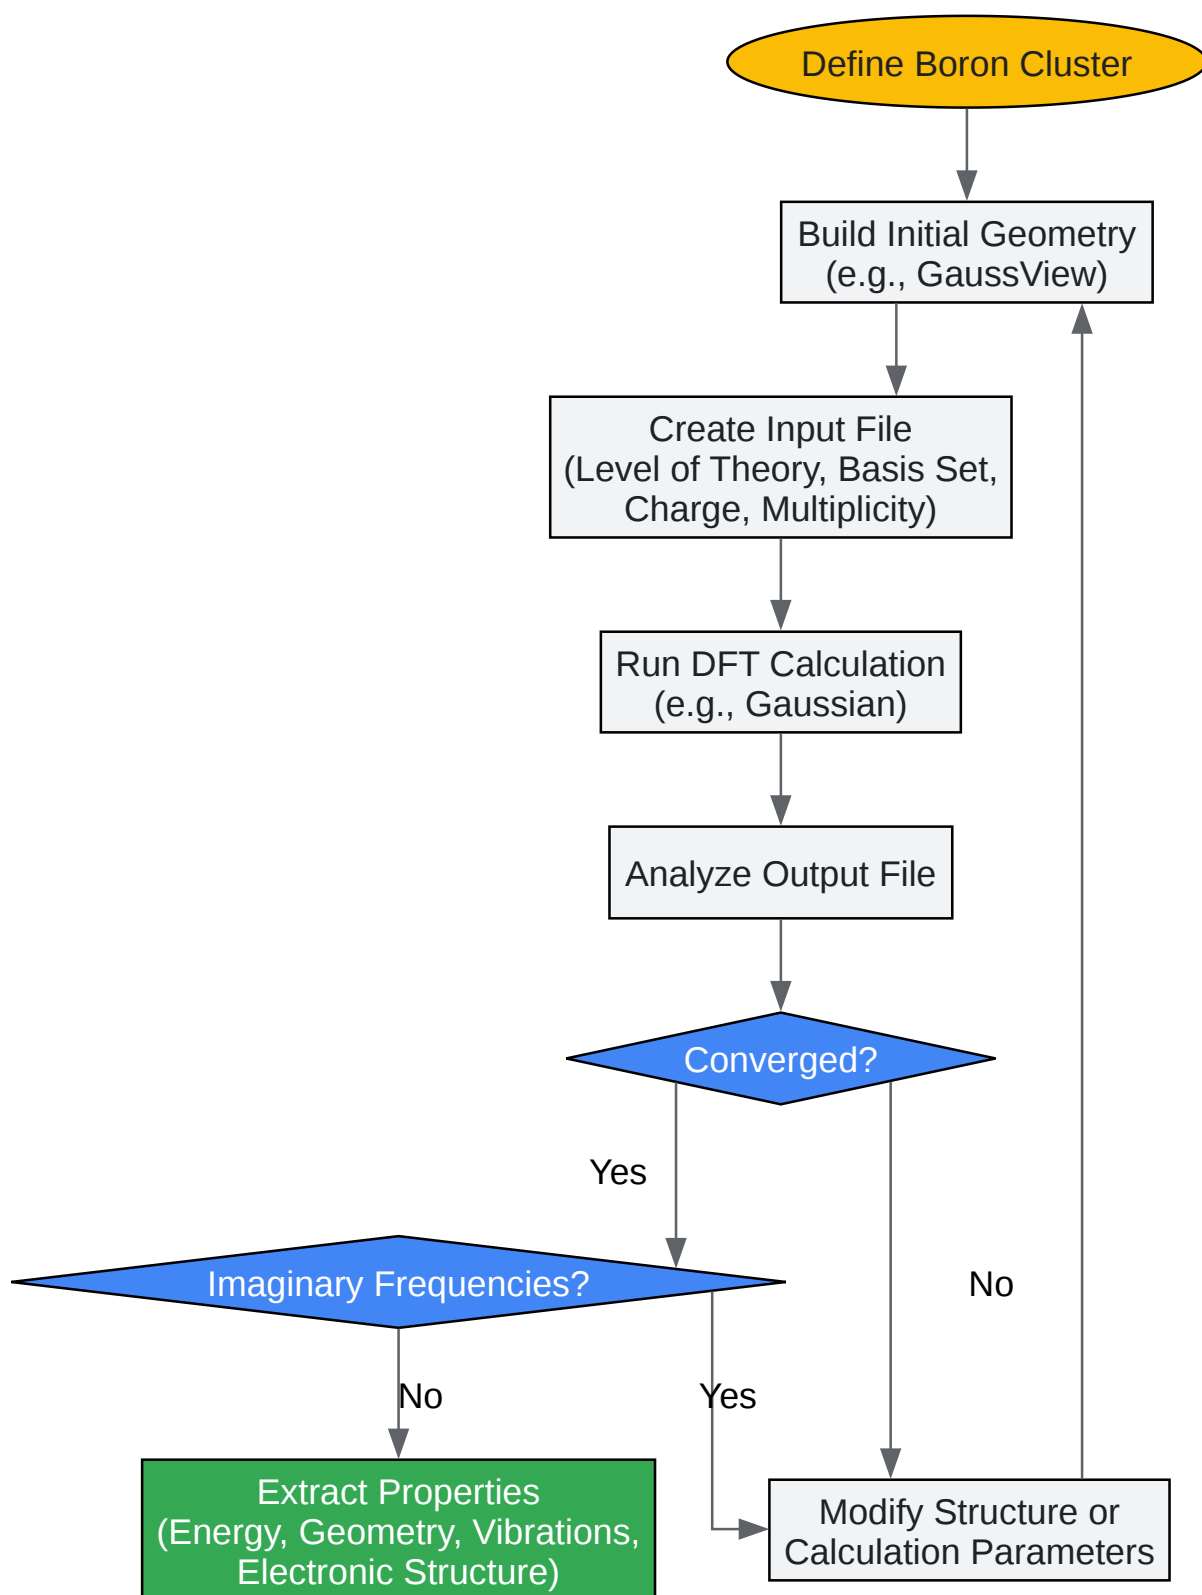 Define Boron Cluster
Build Initial Geometry
(e.g., GaussView)
Create Input File
(Level of Theory, Basis Set,
Charge, Multiplicity)
Run DFT Calculation
(e.g., Gaussian)
Analyze Output File
Converged?
Yes
Imaginary Frequencies?
No
No
Yes
Extract Properties
(Energy, Geometry, Vibrations,
Electronic Structure)
Modify Structure or
Calculation Parameters